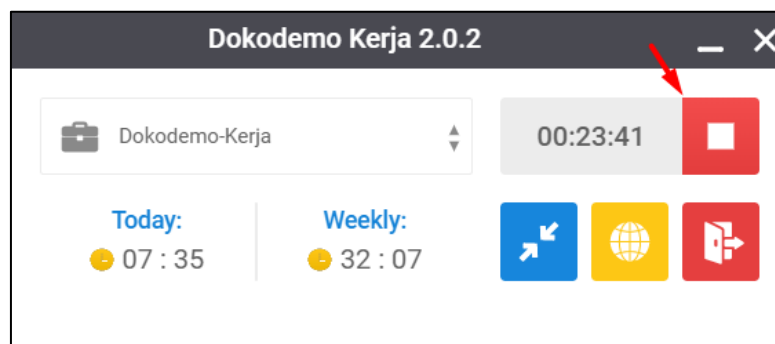 Dokodemo Kerja 2.0.2
Dokodemo-Kerja
00:23:41
Today:
Weekly:
07 : 35
32 : 07